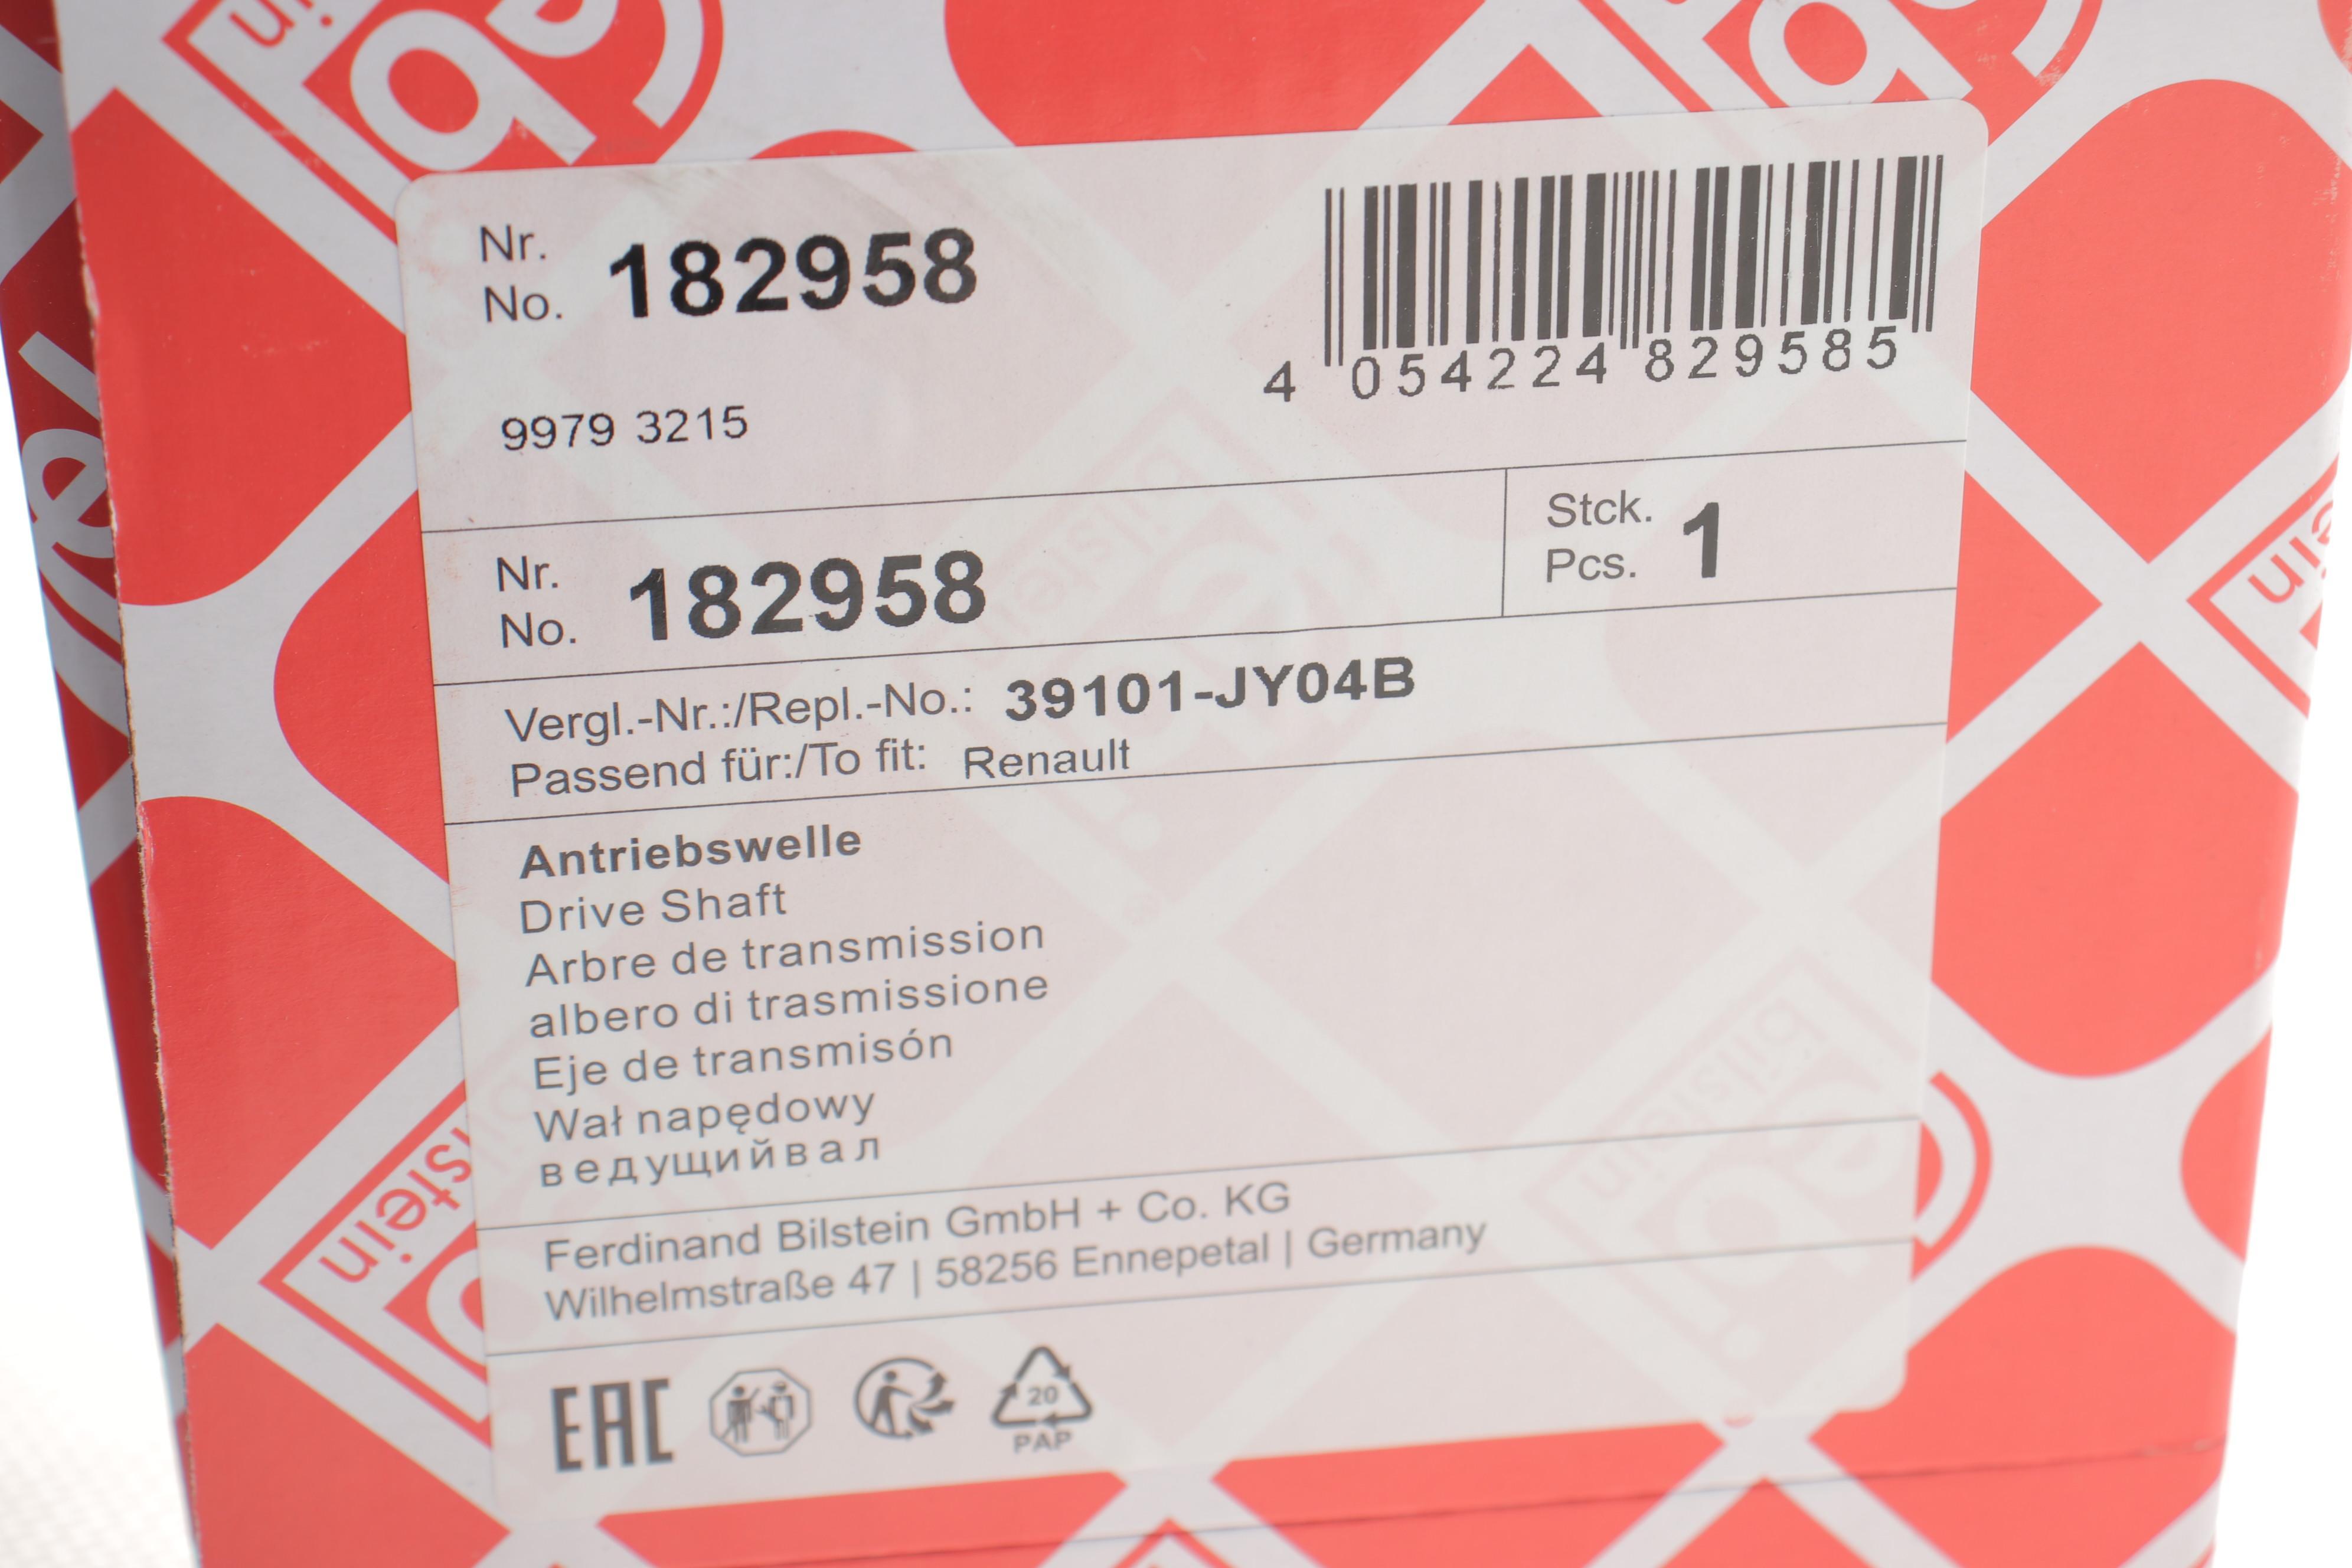 Nr.
No. 182958
4 054224 829585
9979 3215
Nr.
No. 182958
Stck.
Pcs. 1
Vergl.-Nr.:/Repl.-No.: 39101-JY04B
Passend für:/To fit: Renault
Antriebswelle
Drive Shaft
Arbre de transmission
albero di trasmissione
Eje de transmisón
Wał napędowy
ведущийвал
Ferdinand Bilstein GmbH + Co. KG
Wilhelmstraße 47 | 58256 Ennepetal | Germany
EAC
20
PAP